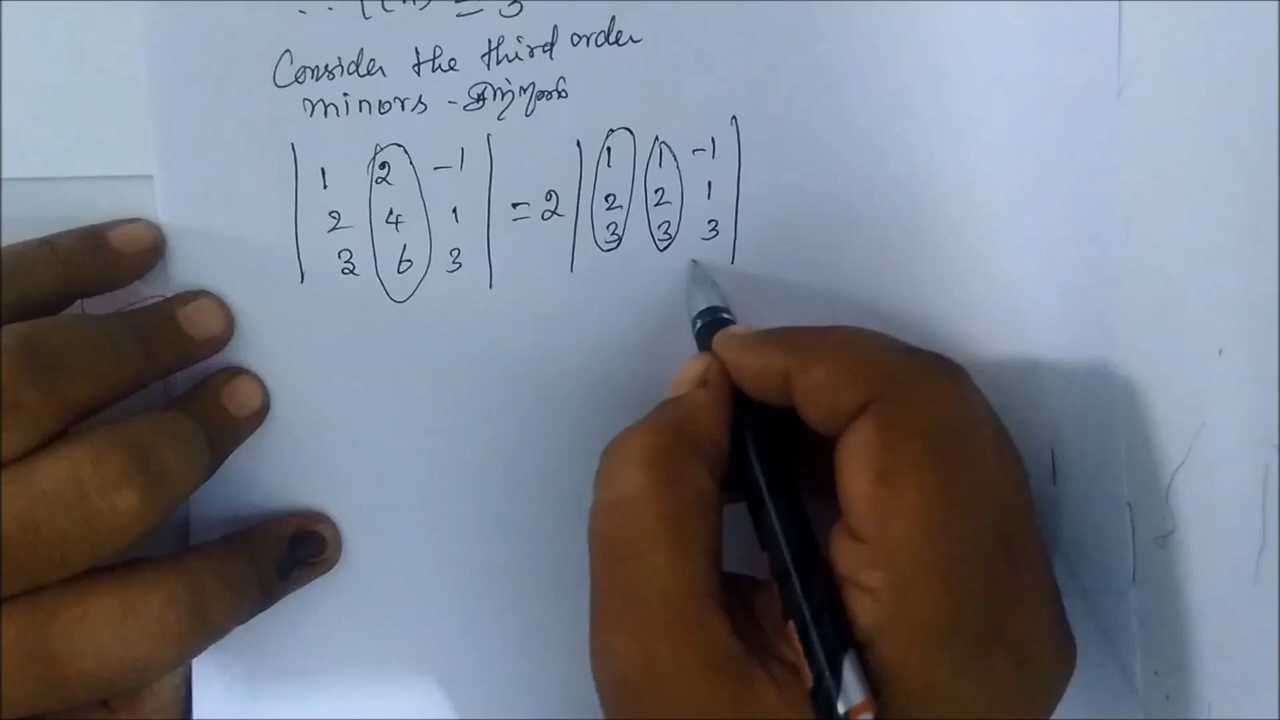 Consider the third order
minors - சிற்றணி
| 1 2 -1 | = 2 | 1 1 -1 |
| 2 4 1 | | 2 2 1 |
| 3 6 3 | | 3 3 3 |